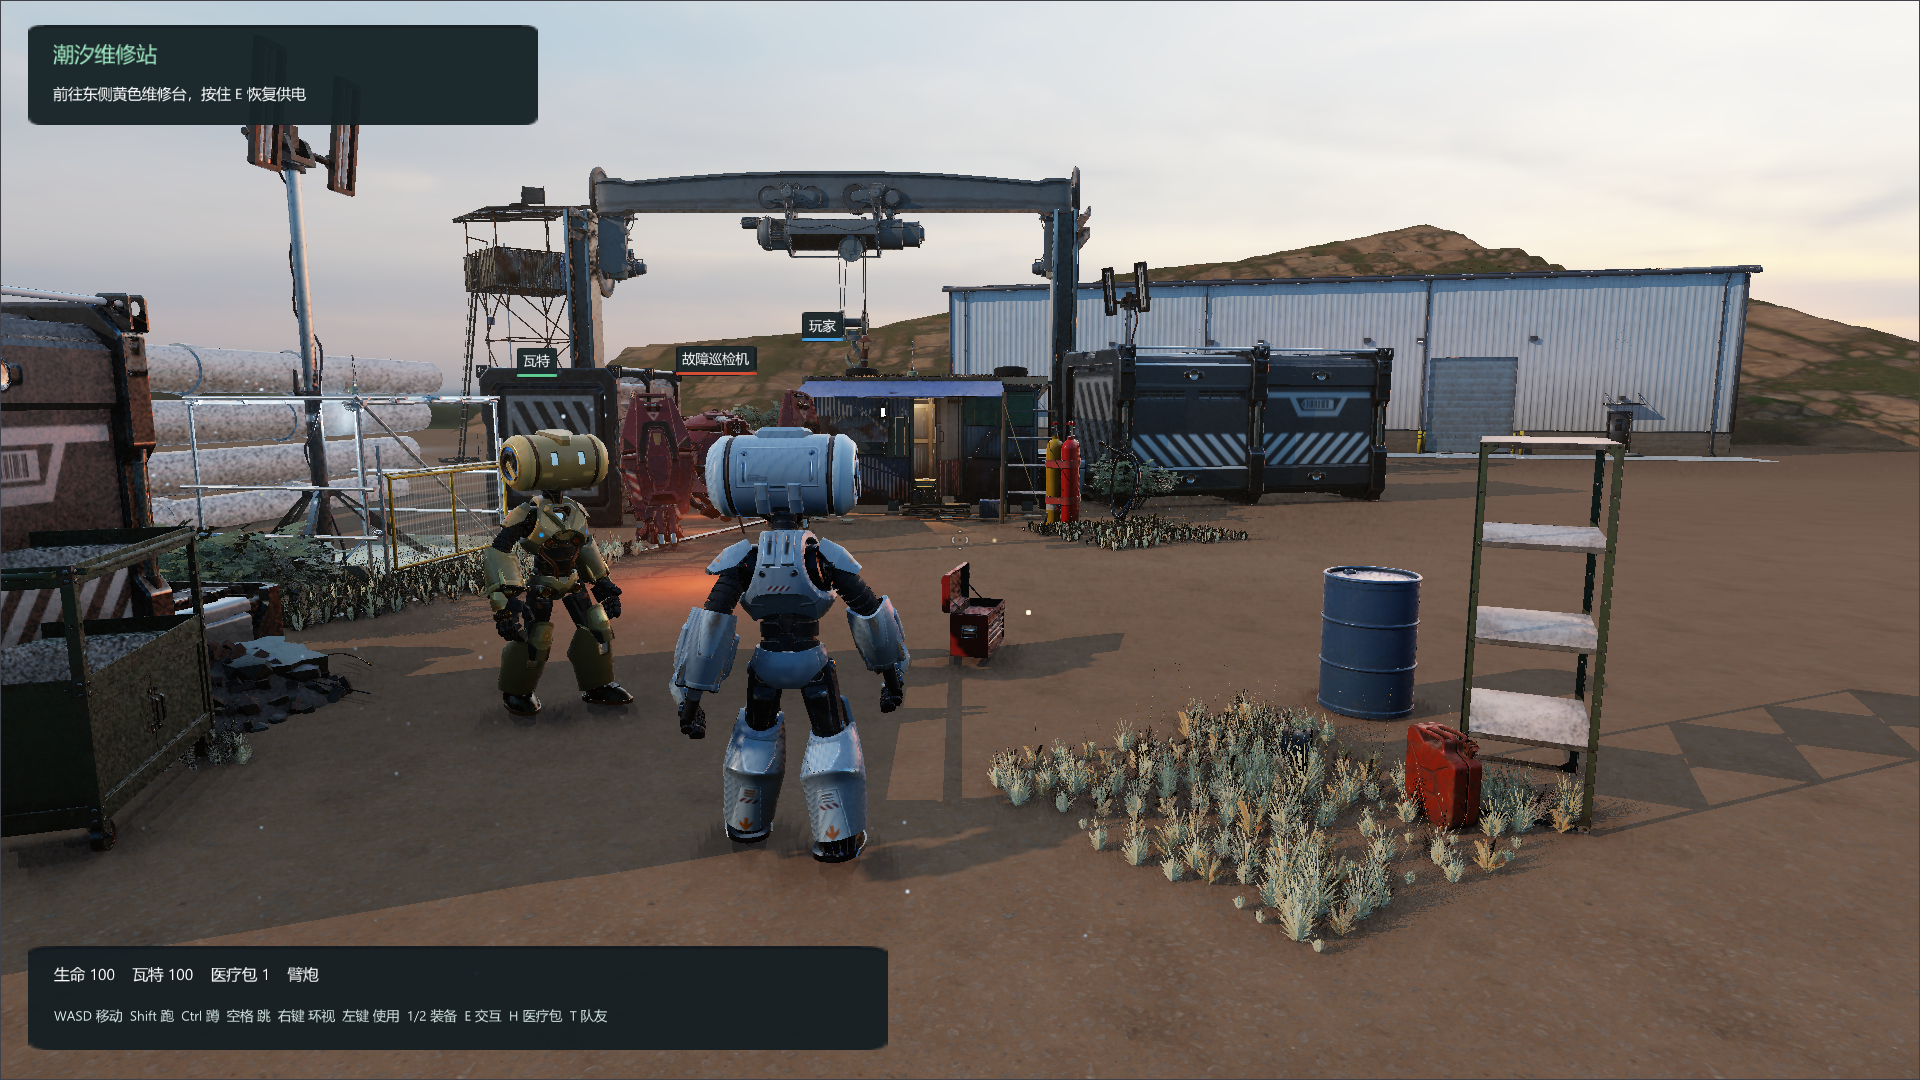 潮汐维修站
前往东侧黄色维修台，按住 E 恢复供电
玩家
瓦特
故障巡检机
生命 100 瓦特 100 医疗包 1 臂炮
WASD 移动 Shift 跑 Ctrl 蹲 空格 跳 右键 环视 左键 使用 1/2 装备 E 交互 H 医疗包 T 队友